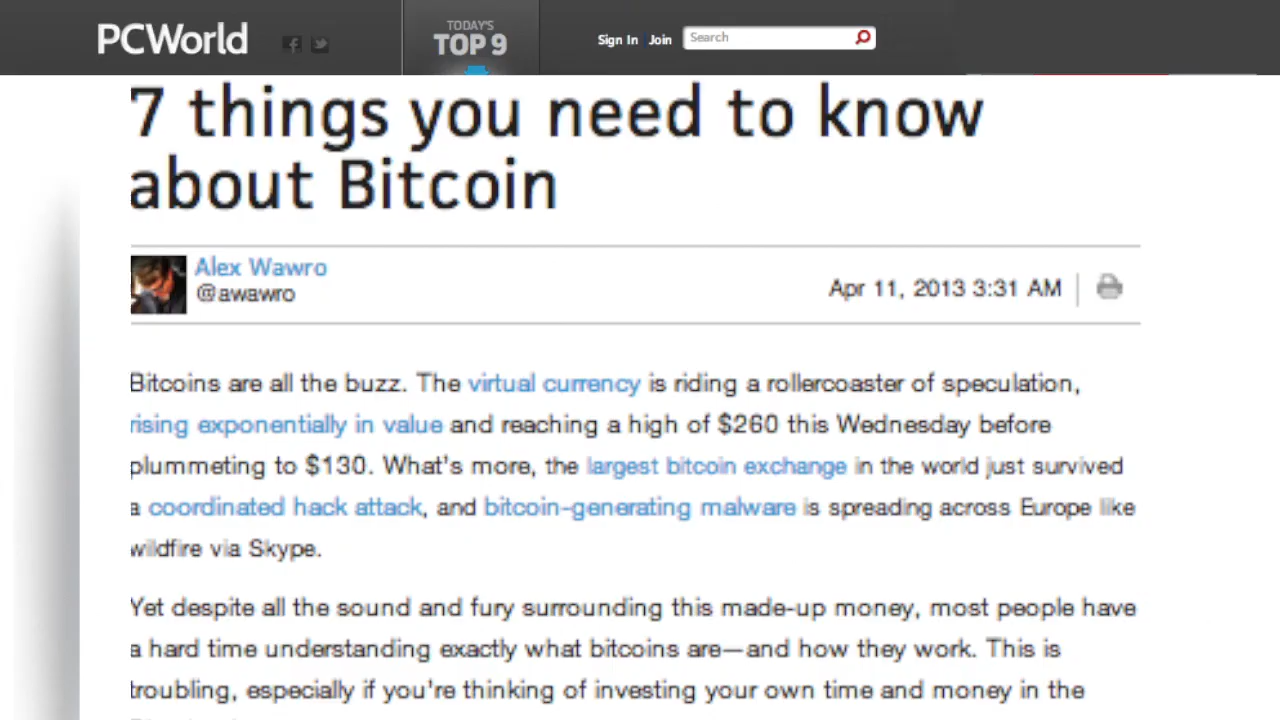 PCWorld
TODAY'S
TOP 9
Sign In Join
Search
7 things you need to know
about Bitcoin
Alex Wawro
@awawro
Apr 11, 2013 3:31 AM
Bitcoins are all the buzz. The virtual currency is riding a rollercoaster of speculation,
rising exponentially in value and reaching a high of $260 this Wednesday before
plummeting to $130. What's more, the largest bitcoin exchange in the world just survived
a coordinated hack attack, and bitcoin-generating malware is spreading across Europe like
wildfire via Skype.
Yet despite all the sound and fury surrounding this made-up money, most people have
a hard time understanding exactly what bitcoins are—and how they work. This is
troubling, especially if you're thinking of investing your own time and money in the